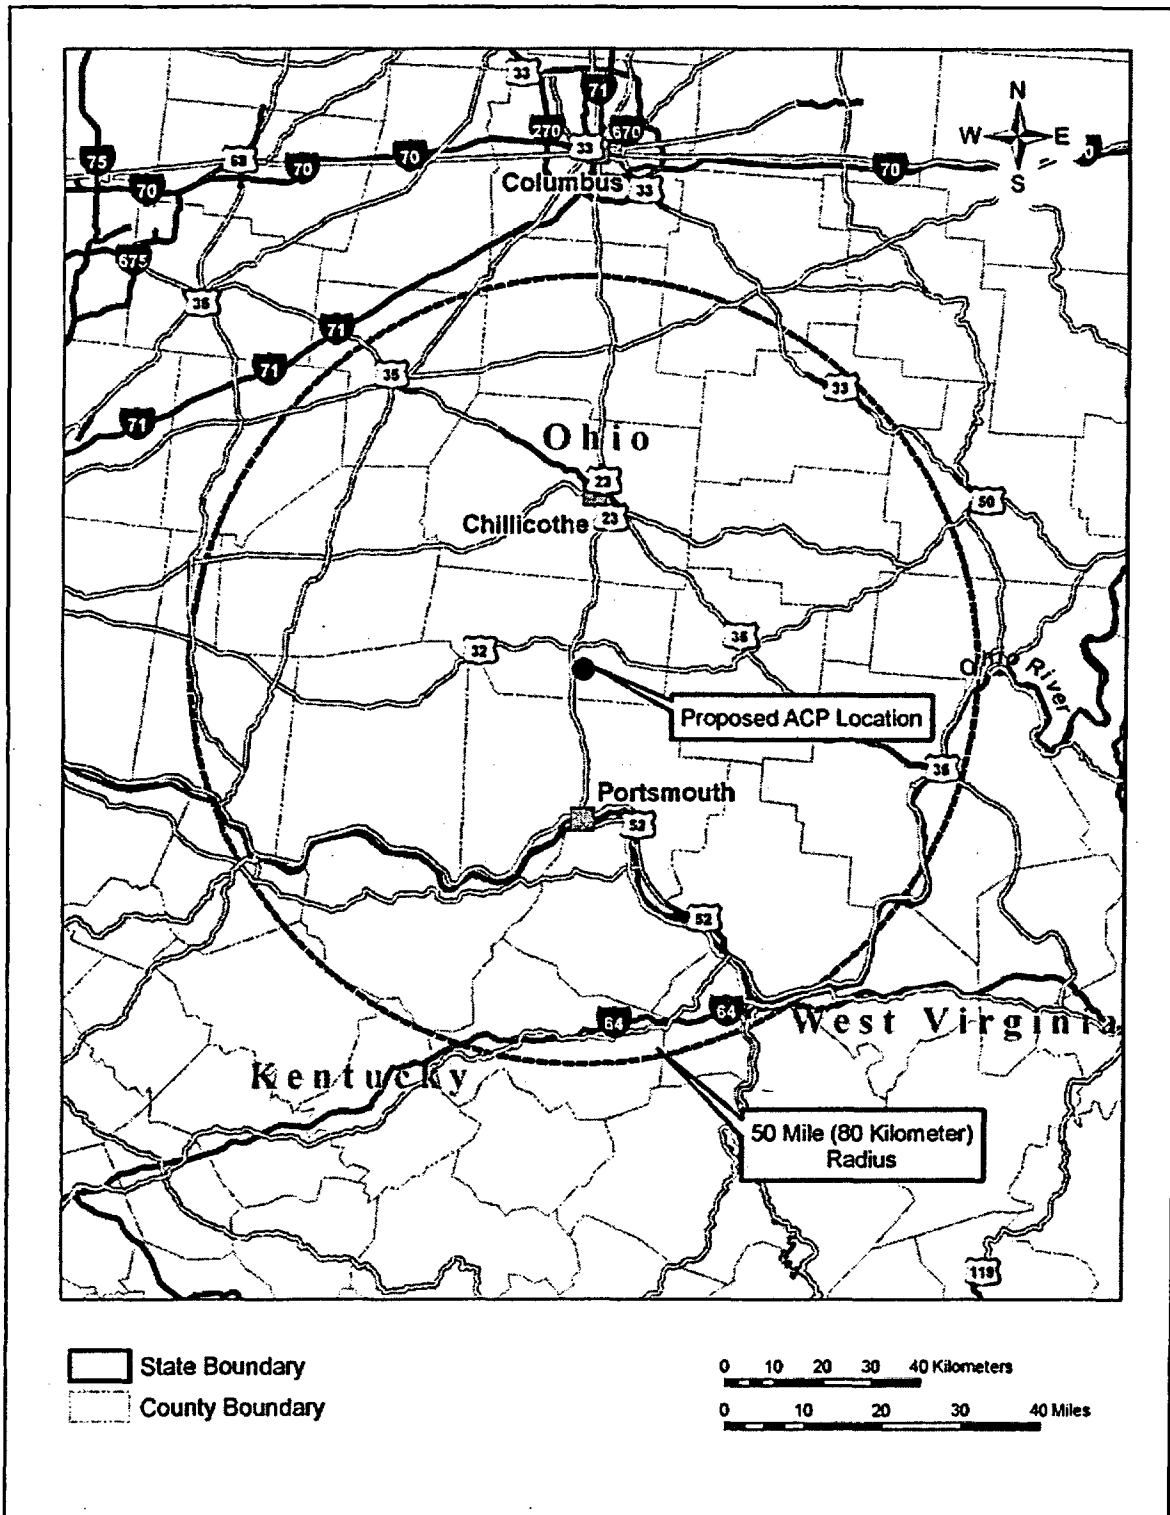 33
71
N
270
670
W E
75
68
70
70
33
70
S
70
Columbus
33
675
35
71
35
71
33
71
Ohio
23
50
Chillicothe
23
32
35
Ohio River
Proposed ACP Location
35
Portsmouth
52
52
64
64
West Virginia
Kentucky
50 Mile (80 Kilometer)
Radius
119
State Boundary
0 10 20 30 40 Kilometers
County Boundary
0 10 20 30 40 Miles